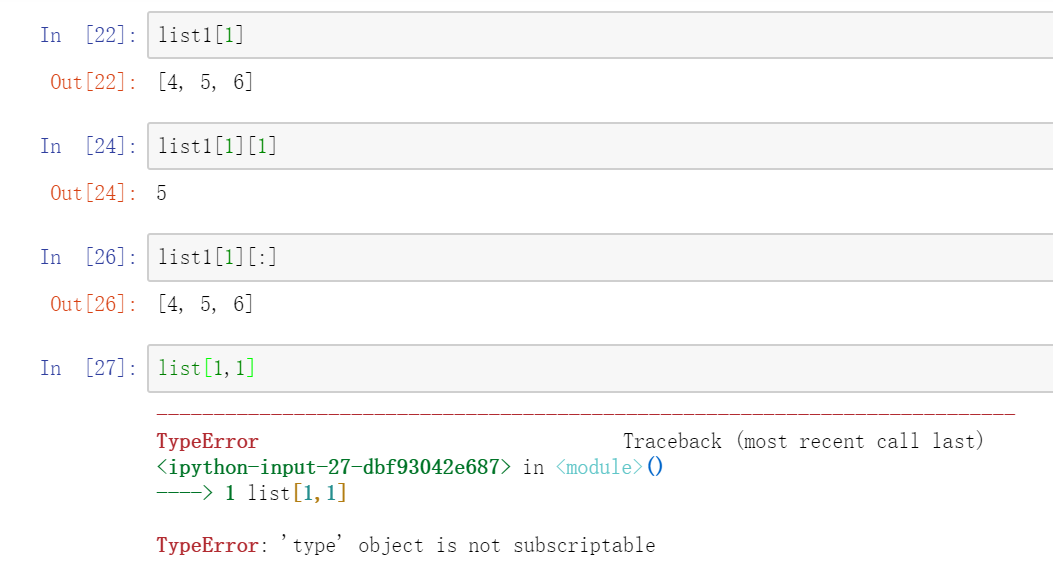 In [22]: list1[1]
Out[22]: [4, 5, 6]
In [24]: list1[1][1]
Out[24]: 5
In [26]: list1[1][:]
Out[26]: [4, 5, 6]
In [27]: list[1,1]
---------------------------------------------------------------------------
TypeError Traceback (most recent call last)
<ipython-input-27-dbf93042e687> in <module>()
----> 1 list[1,1]
TypeError: 'type' object is not subscriptable